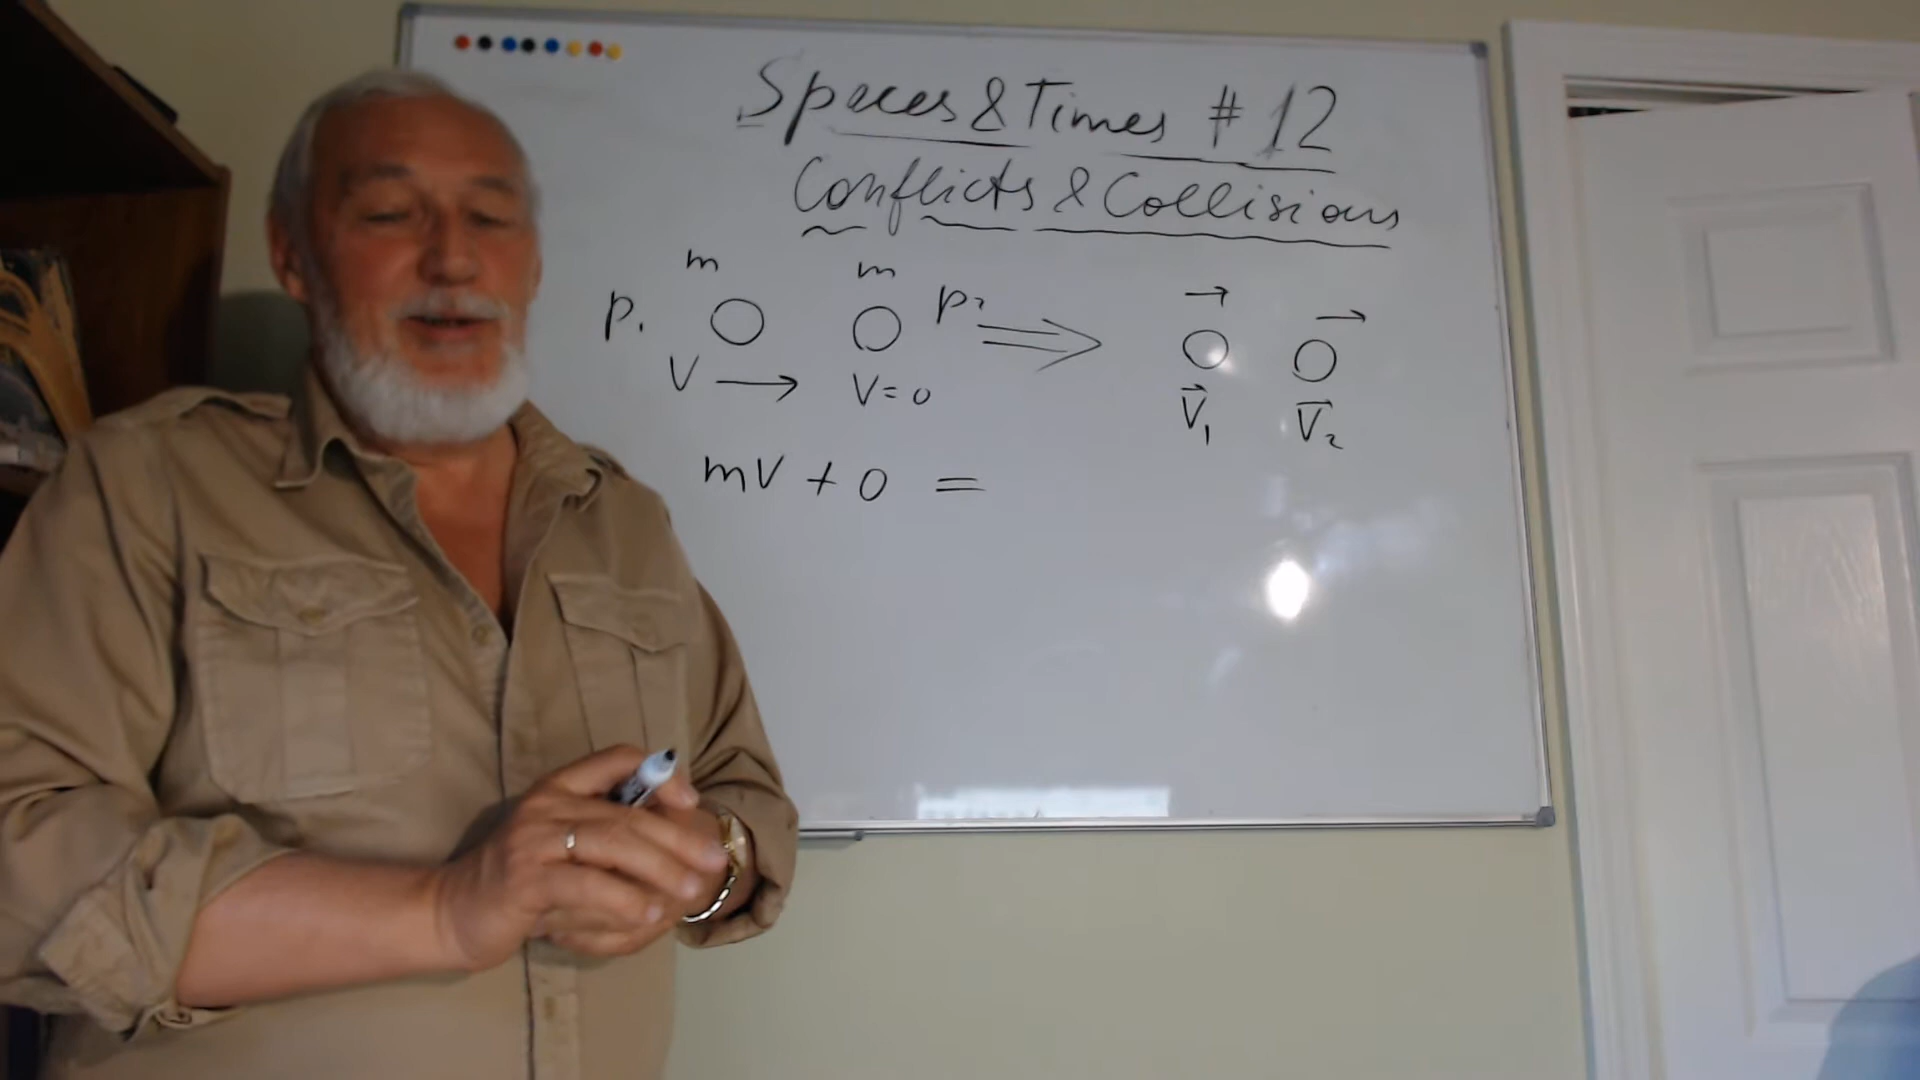 Spaces & Times # 12
Conflicts & Collisions
m m
p₁ p₂ ⟹
V → V=0 V⃗₁ V⃗₂
mV + 0 =